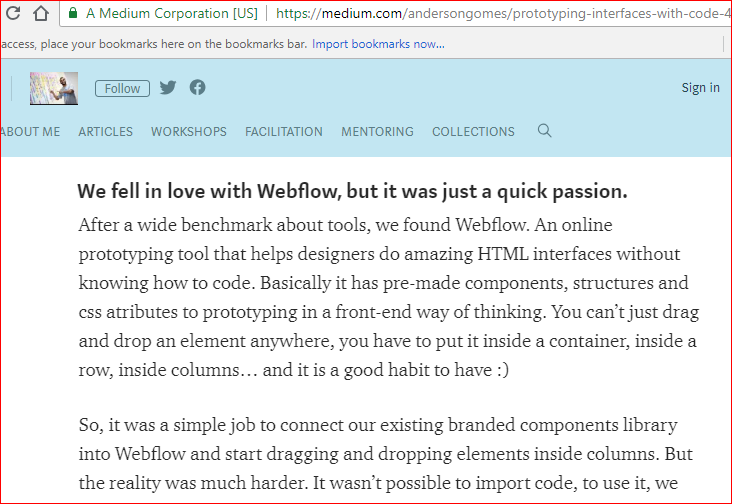 A Medium Corporation [US] https://medium.com/andersongomes/prototyping-interfaces-with-code-4
access, place your bookmarks here on the bookmarks bar. Import bookmarks now...
Follow
Sign in
ABOUT ME ARTICLES WORKSHOPS FACILITATION MENTORING COLLECTIONS
We fell in love with Webflow, but it was just a quick passion.
After a wide benchmark about tools, we found Webflow. An online
prototyping tool that helps designers do amazing HTML interfaces without
knowing how to code. Basically it has pre-made components, structures and
css atributes to prototyping in a front-end way of thinking. You can’t just drag
and drop an element anywhere, you have to put it inside a container, inside a
row, inside columns… and it is a good habit to have :)
So, it was a simple job to connect our existing branded components library
into Webflow and start dragging and dropping elements inside columns. But
the reality was much harder. It wasn’t possible to import code, to use it, we